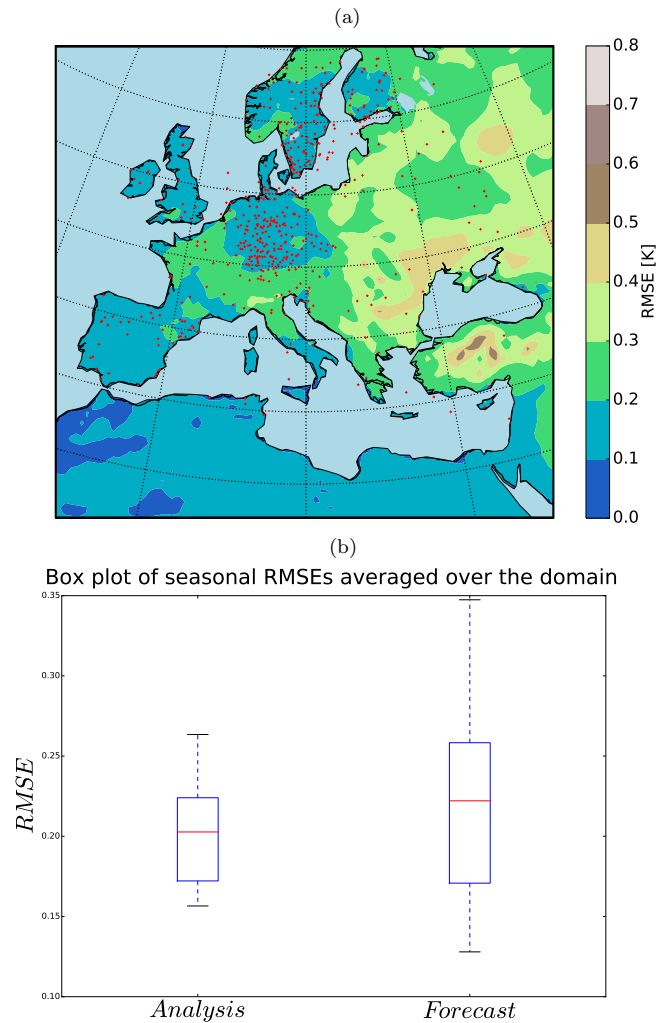 (a)
0.8
0.7
0.6
0.5
0.4
0.3
0.2
0.1
0.0
RMSE [K]
(b)
Box plot of seasonal RMSEs averaged over the domain
0.35
0.30
0.25
0.20
0.15
0.10
RMSE
Analysis Forecast